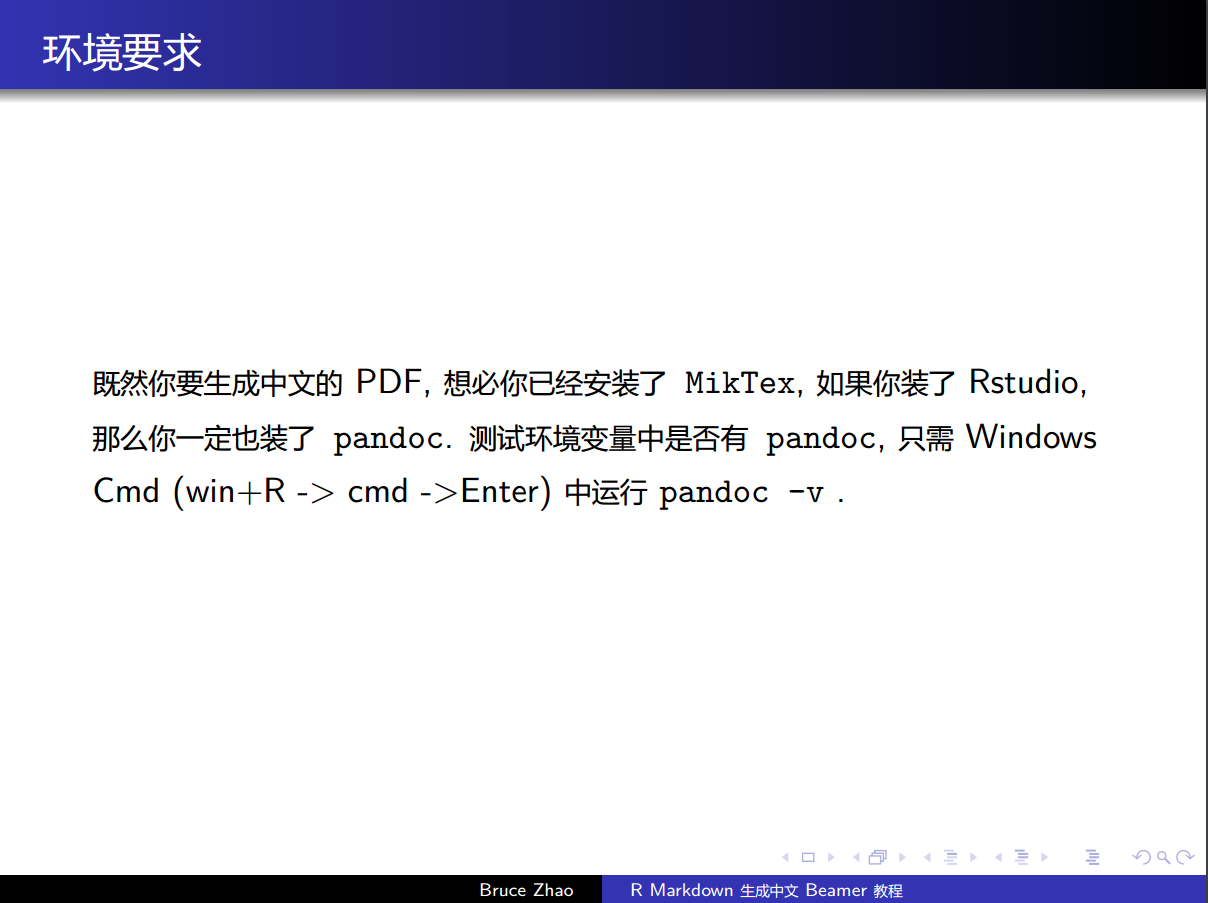 环境要求
既然你要生成中文的 PDF, 想必你已经安装了 MikTex, 如果你装了 Rstudio,
那么你一定也装了 pandoc. 测试环境变量中是否有 pandoc, 只需 Windows
Cmd (win+R -> cmd ->Enter) 中运行 pandoc -v .
Bruce Zhao
R Markdown 生成中文 Beamer 教程